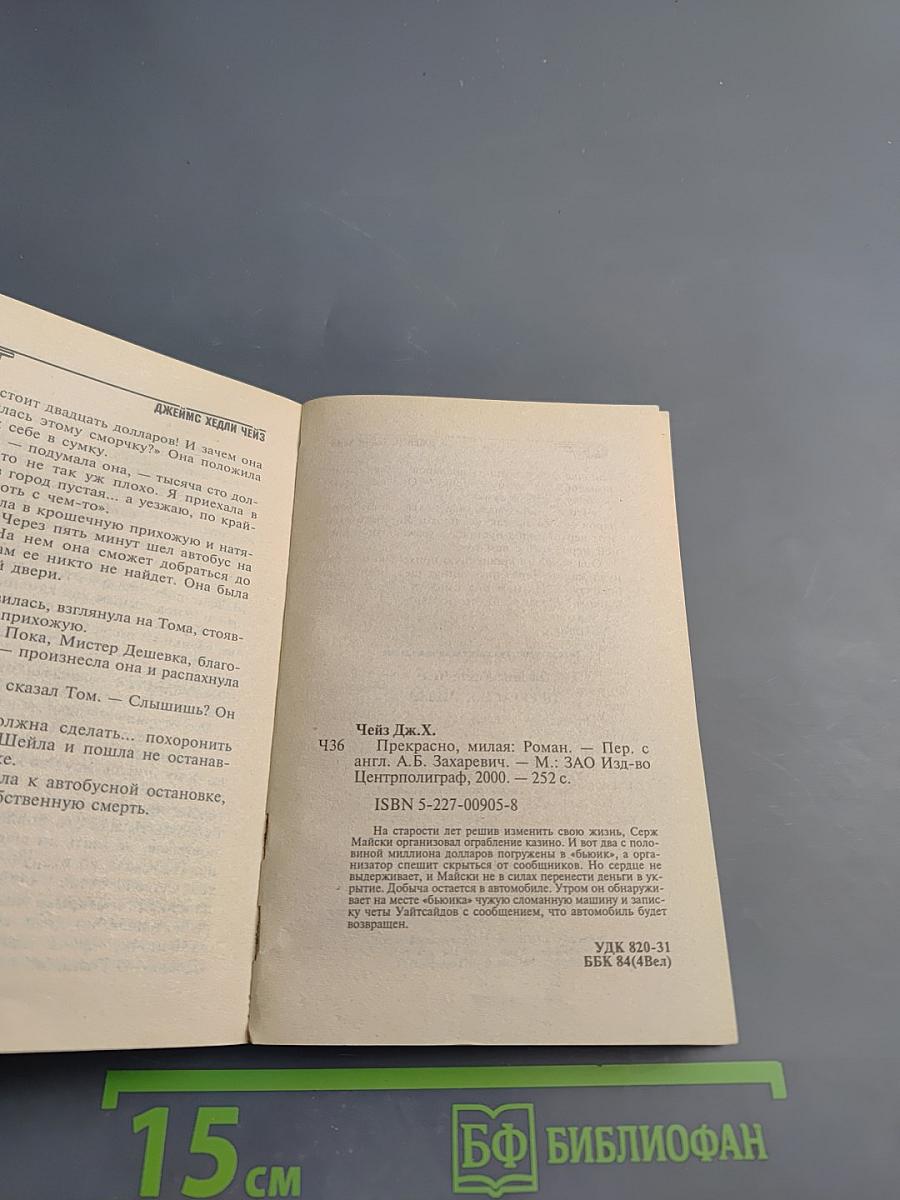 ДЖЕЙМС ХЕДЛИ ЧЕЙЗ
стоит двадцать долларов! И зачем она
лась этому сморчку?» Она положила
себе в сумку.
— подумала она, — тысяча сто дол-
то не так уж плохо. Я приехала в
город пустая... а уезжаю, по край-
оть с чем-то».
ла в крошечную прихожую и натя-
Через пять минут шел автобус на
На нем она сможет добраться до
ам ее никто не найдет. Она была
й двери.
вилась, взглянула на Тома, стояв-
прихожую.
Пока, Мистер Дешевка, благо-
— произнесла она и распахнула
сказал Том. — Слышишь? Он
олжна сделать... похоронить
Шейла и пошла не останав-
ке.
ла к автобусной остановке,
бственную смерть.
Чейз Дж.Х.
Ч36 Прекрасно, милая: Роман. — Пер. с
англ. А.Б. Захаревич. — М.: ЗАО Изд-во
Центрполиграф, 2000. — 252 с.
ISBN 5-227-00905-8
На старости лет решив изменить свою жизнь, Серж
Майски организовал ограбление казино. И вот два с поло-
виной миллиона долларов погружены в «бьюик», а орга-
низатор спешит скрыться от сообщников. Но сердце не
выдерживает, и Майски не в силах перенести деньги в ук-
рытие. Добыча остается в автомобиле. Утром он обнаружи-
вает на месте «бьюика» чужую сломанную машину и запис-
ку четы Уайтсайдов с сообщением, что автомобиль будет
возвращен.
УДК 820-31
ББК 84(4Вел)
15 см
БФ БИБЛИОФАН